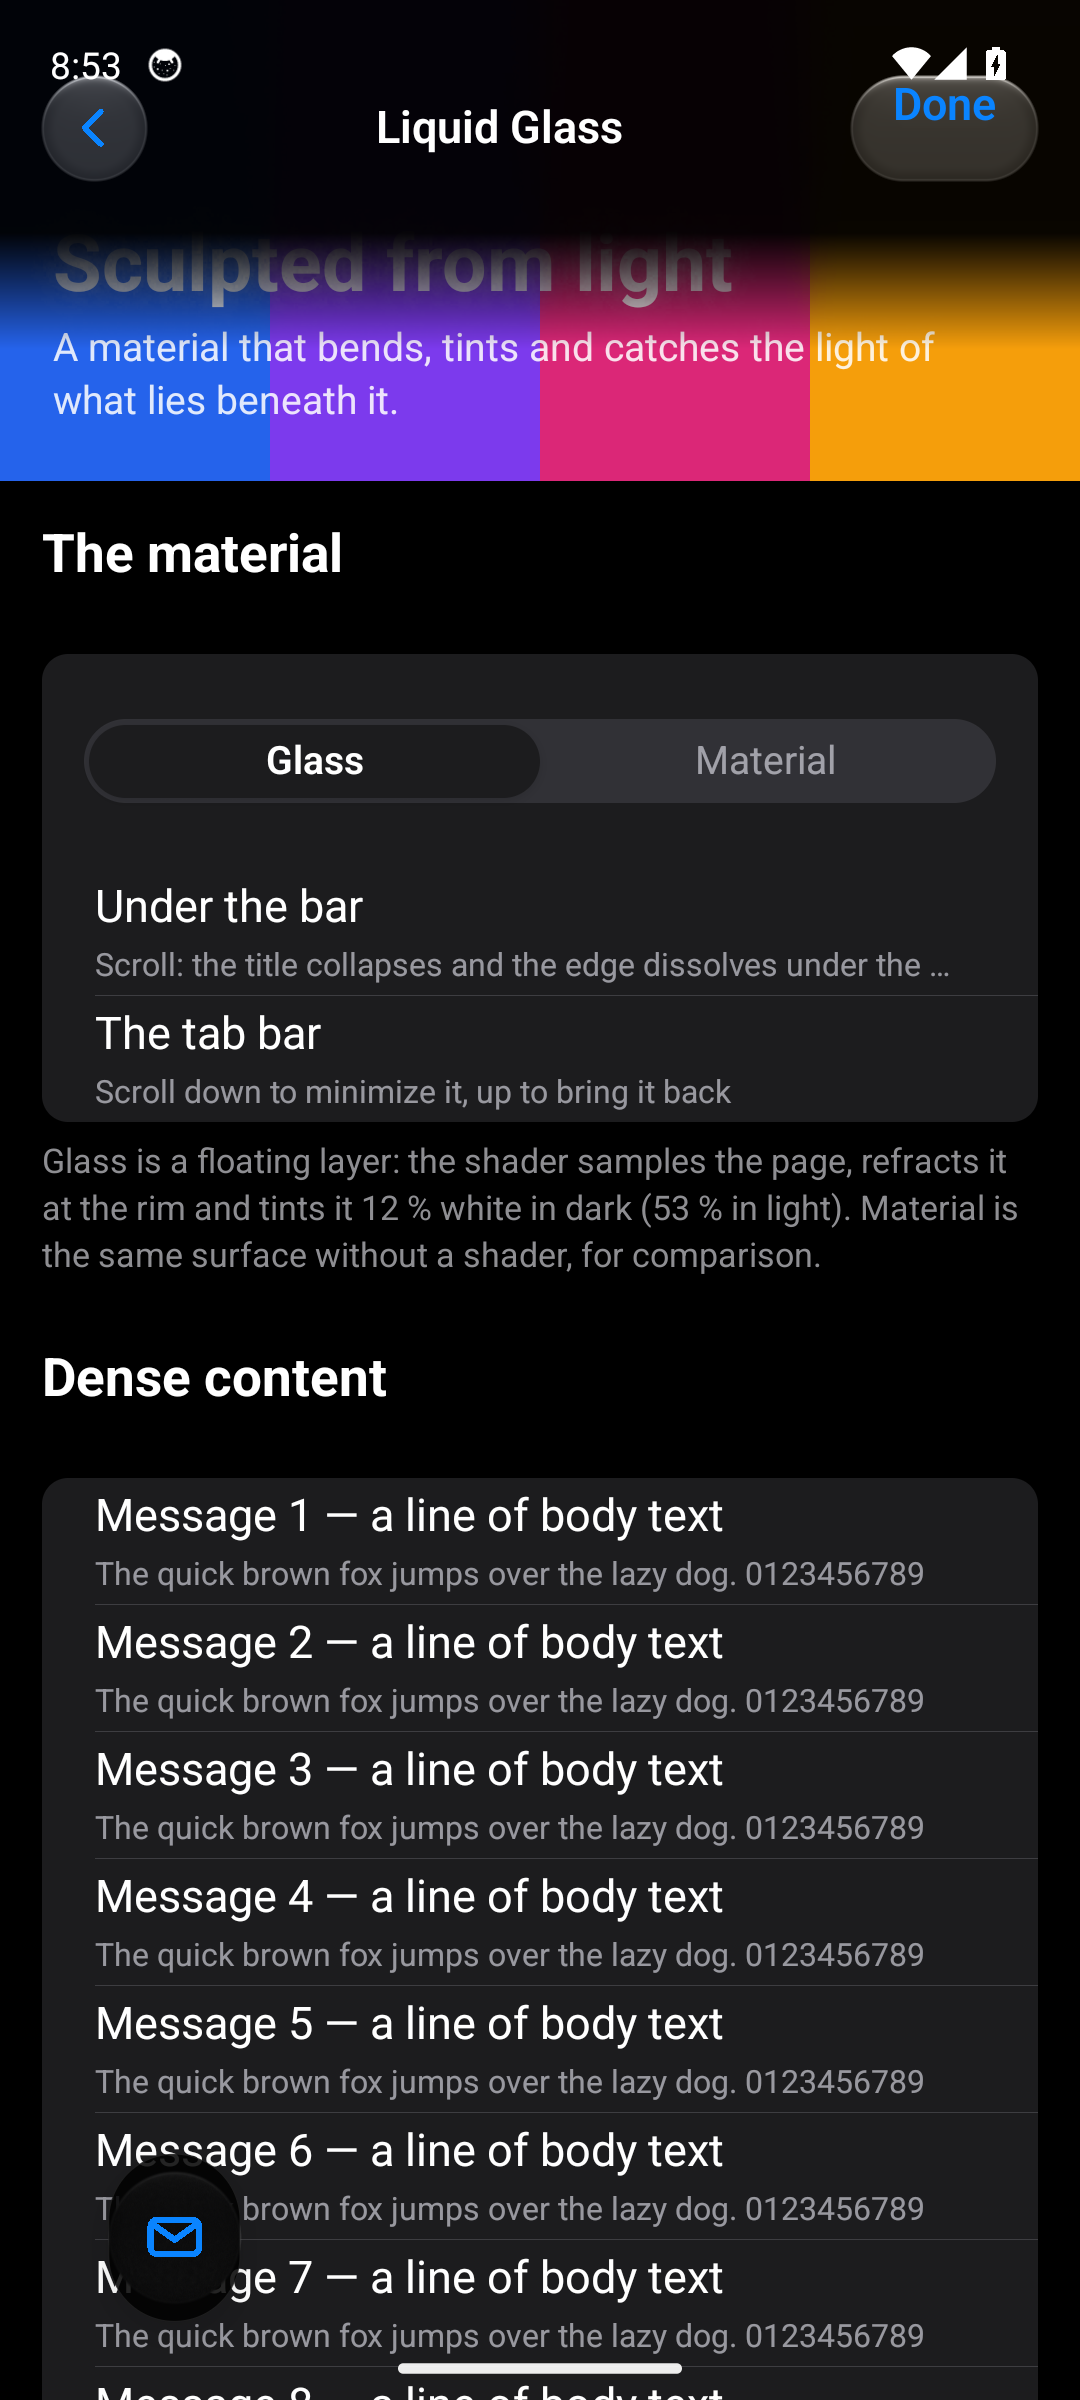 8:53
Liquid Glass
Done
Sculpted from light
A material that bends, tints and catches the light of
what lies beneath it.
The material
Glass
Material
Under the bar
Scroll: the title collapses and the edge dissolves under the …
The tab bar
Scroll down to minimize it, up to bring it back
Glass is a floating layer: the shader samples the page, refracts it
at the rim and tints it 12 % white in dark (53 % in light). Material is
the same surface without a shader, for comparison.
Dense content
Message 1 — a line of body text
The quick brown fox jumps over the lazy dog. 0123456789
Message 2 — a line of body text
The quick brown fox jumps over the lazy dog. 0123456789
Message 3 — a line of body text
The quick brown fox jumps over the lazy dog. 0123456789
Message 4 — a line of body text
The quick brown fox jumps over the lazy dog. 0123456789
Message 5 — a line of body text
The quick brown fox jumps over the lazy dog. 0123456789
Message 6 — a line of body text
brown fox jumps over the lazy dog. 0123456789
7 — a line of body text
The quick brown fox jumps over the lazy dog. 0123456789
Message 8 — a line of body text